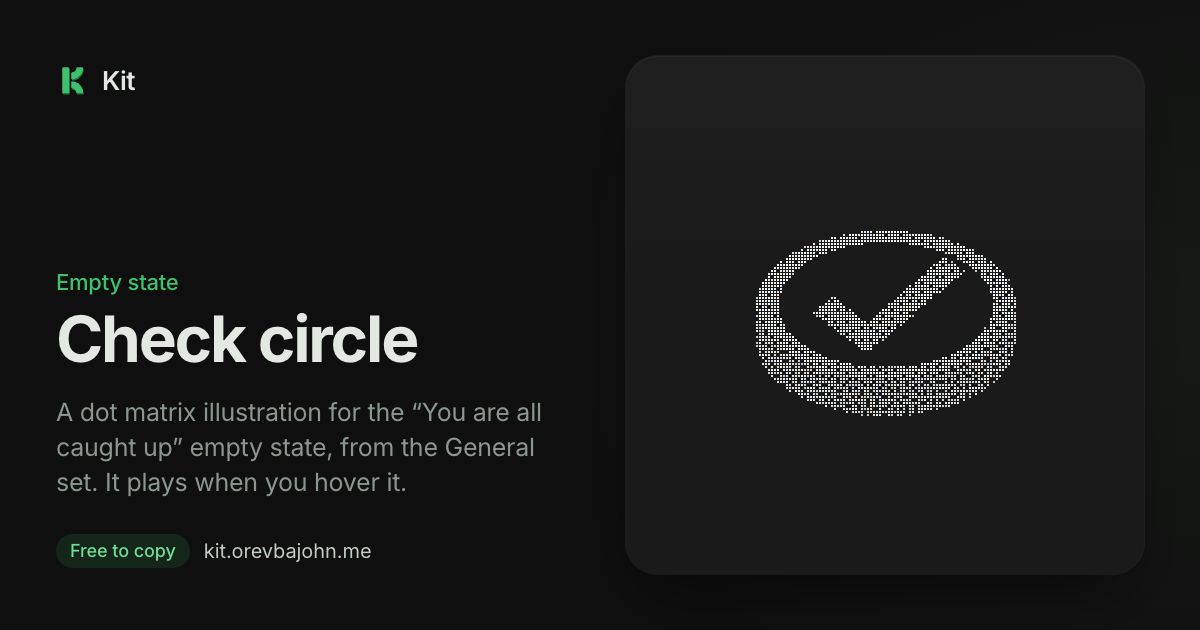 Kit
Empty state
Check circle
A dot matrix illustration for the “You are all
caught up” empty state, from the General
set. It plays when you hover it.
Free to copy
kit.orevbajohn.me